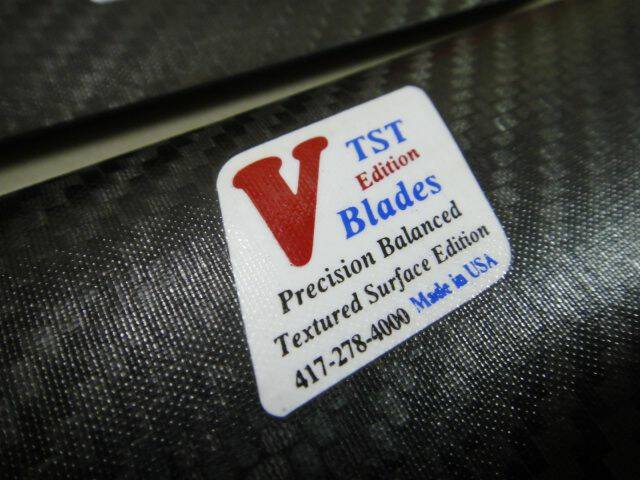 V
TST
Edition
Blades
Precision Balanced
Textured Surface Edition
417-278-4000 Made in USA